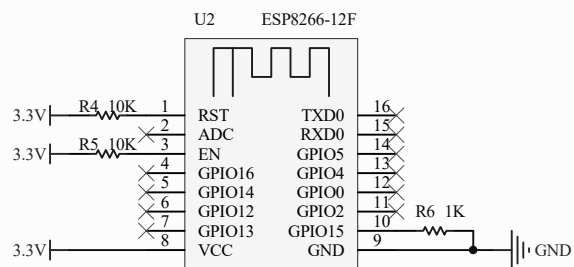 U2 ESP8266-12F
3.3V R4 10K 1 RST TXD0 16
2 ADC RXD0 15
3.3V R5 10K 3 EN GPIO5 14
4 GPIO16 GPIO4 13
5 GPIO14 GPIO0 12
6 GPIO12 GPIO2 11
7 GPIO13 GPIO15 10 R6 1K
3.3V 8 VCC GND 9 GND